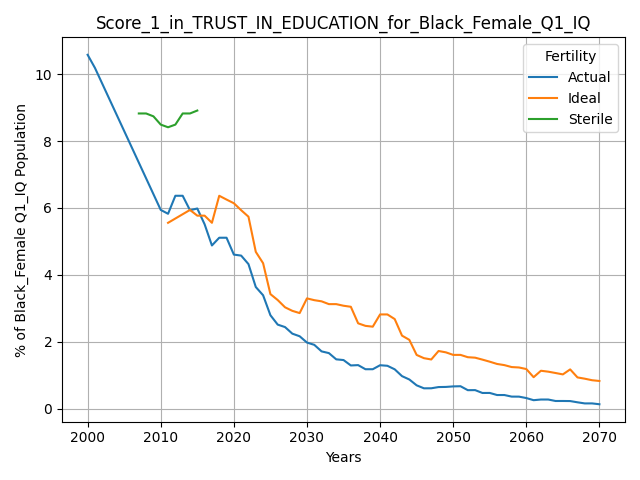 Score_1_in_TRUST_IN_EDUCATION_for_Black_Female_Q1_IQ
% of Black_Female Q1_IQ Population
10
8
6
4
2
0
Fertility
Actual
Ideal
Sterile
2000 2010 2020 2030 2040 2050 2060 2070
Years